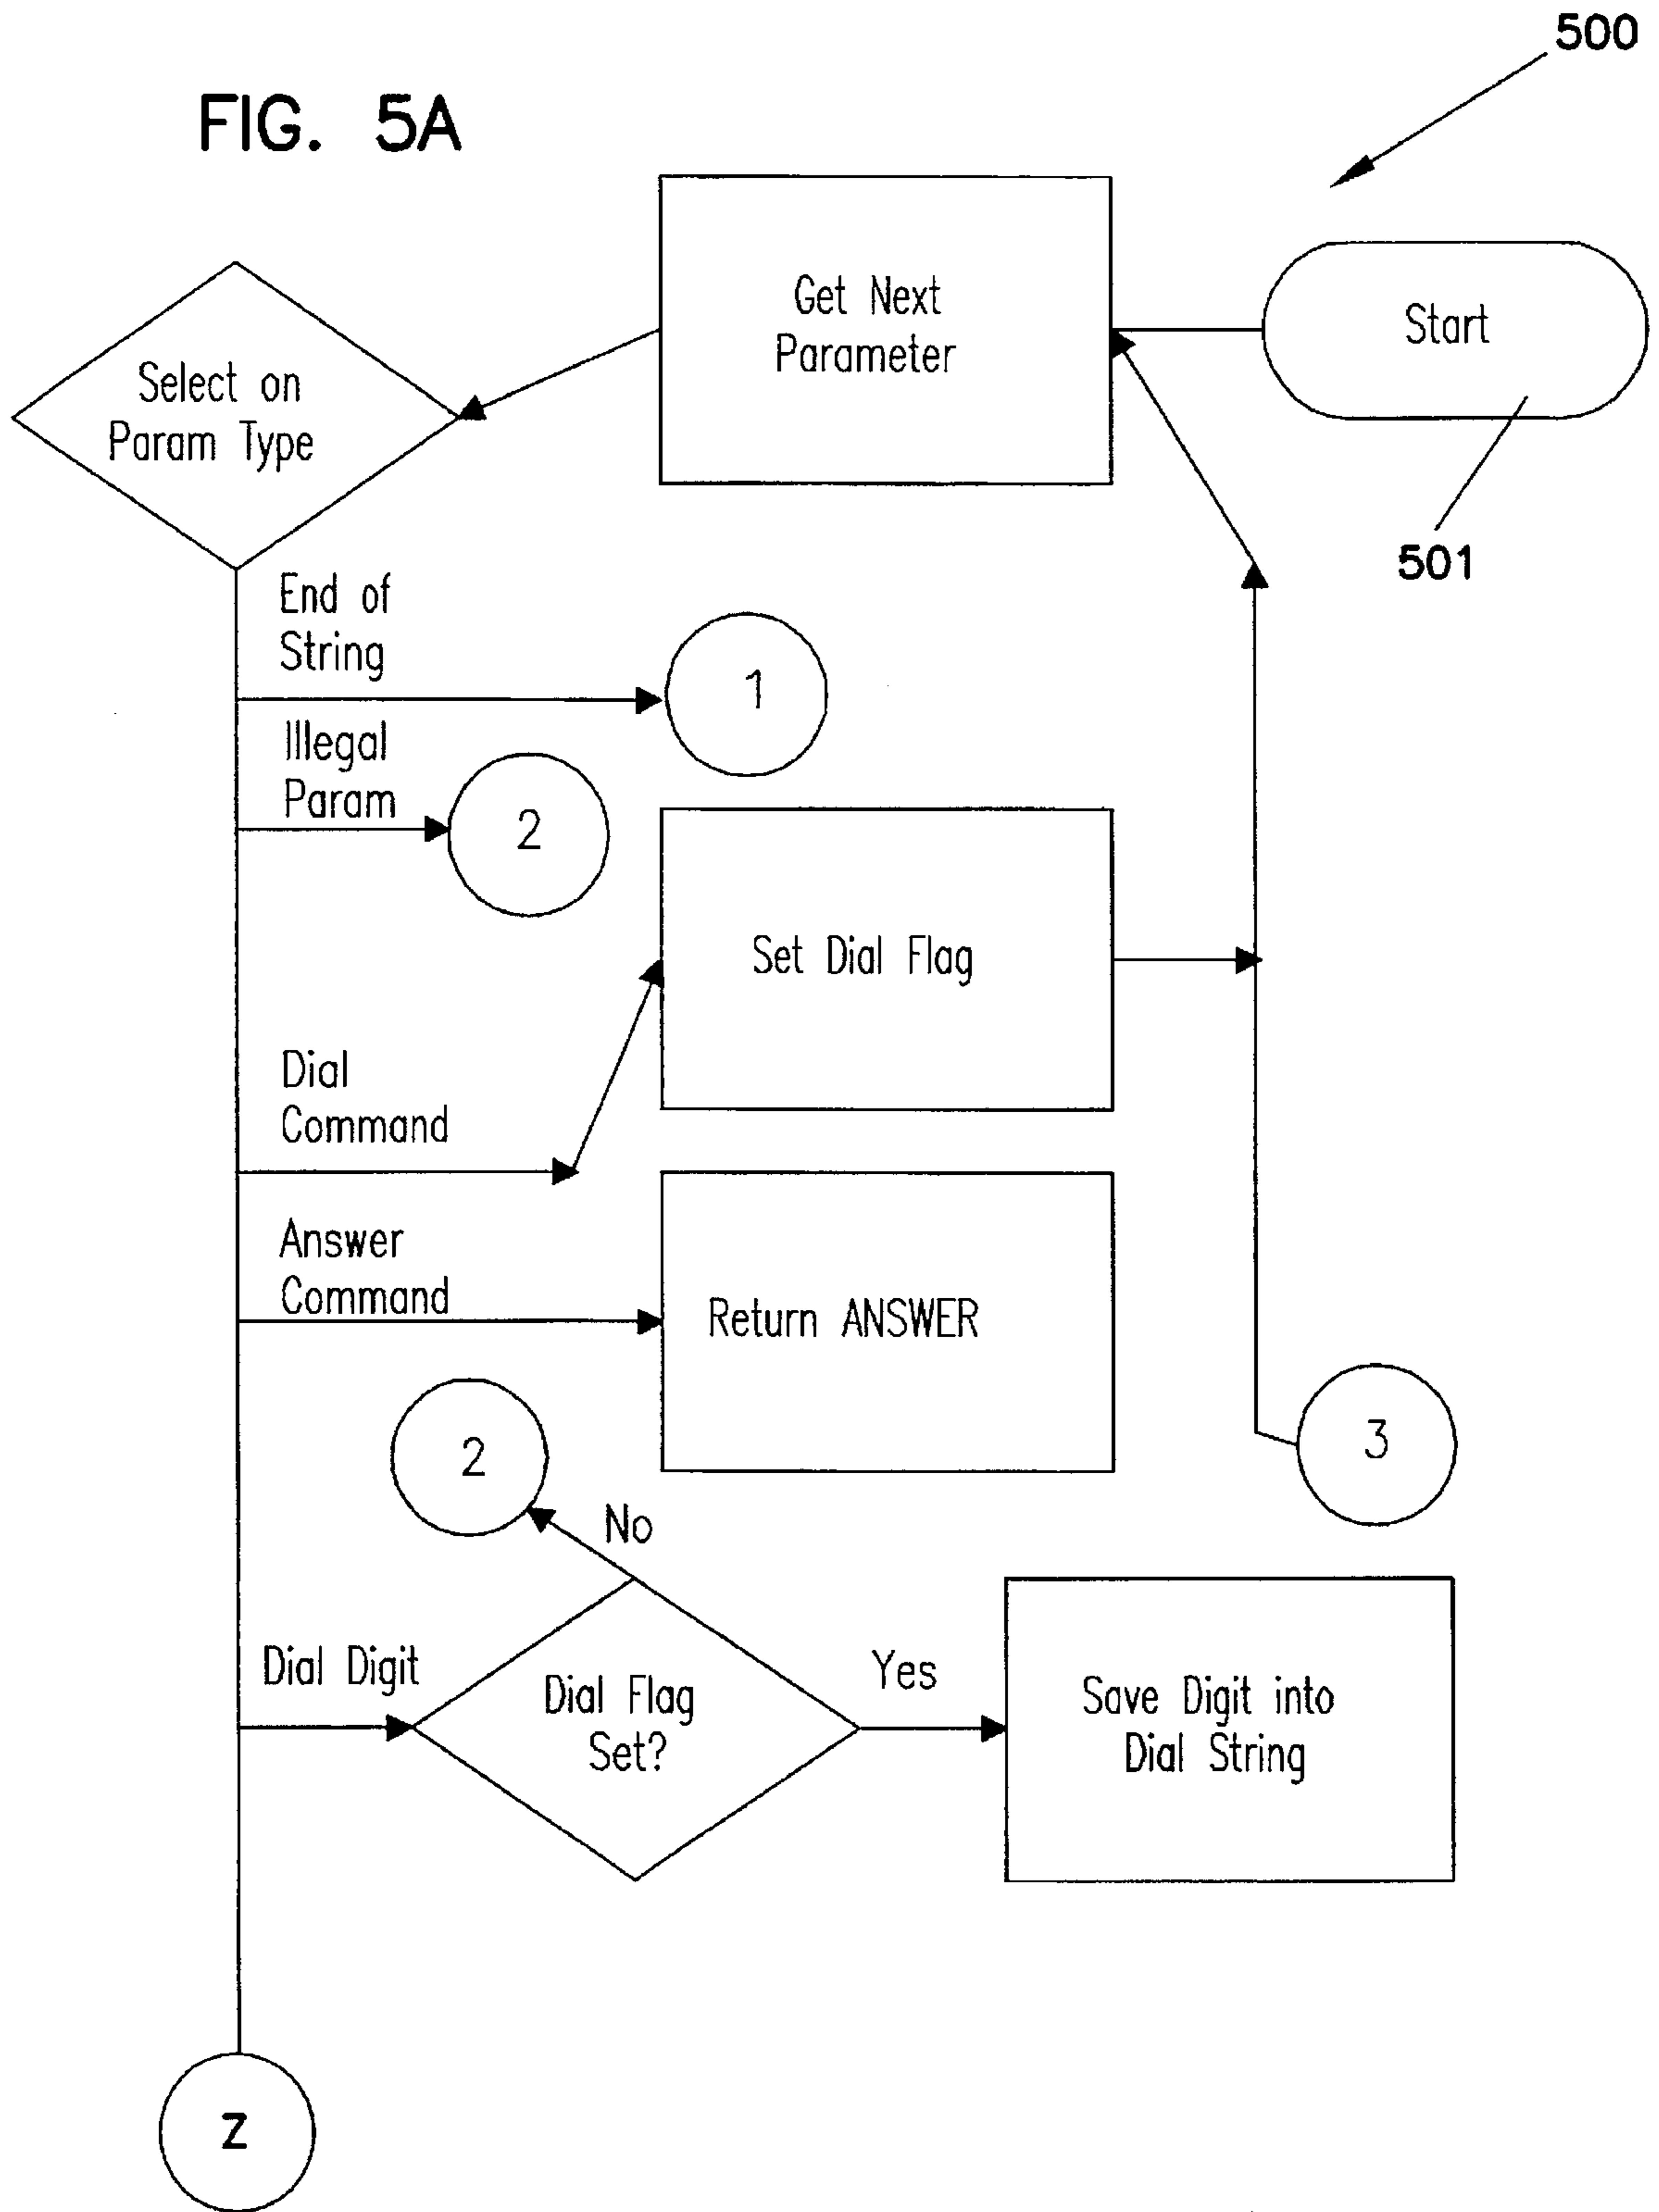 500
FIG. 5A
Get Next
Parameter
Start
Select on
Param Type
501
End of
String
1
Illegal
Param
2
Set Dial Flag
Dial
Command
Answer
Command
Return ANSWER
2
3
No
Dial Digit
Dial Flag
Set?
Yes
Save Digit into
Dial String
Z